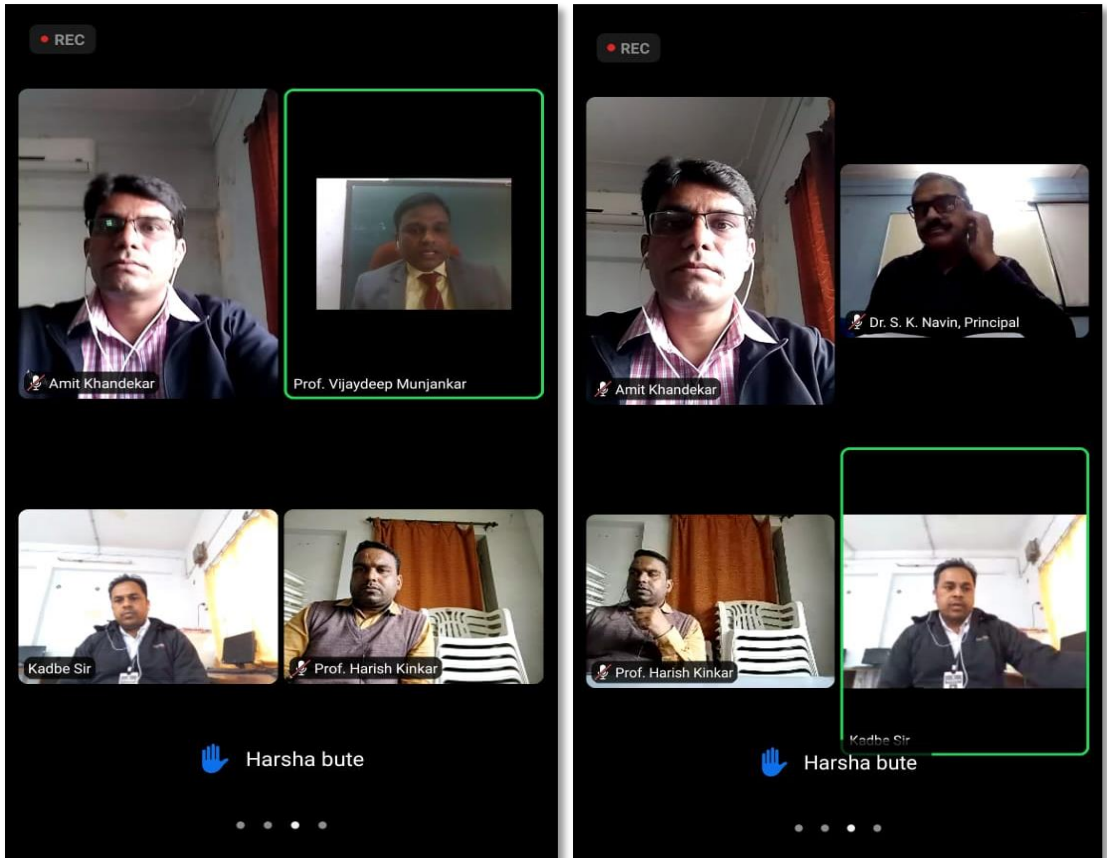 REC
Amit Khandekar
Prof. Vijaydeep Munjankar
Kadbe Sir
Prof. Harish Kinkar
Harsha bute
REC
Amit Khandekar
Dr. S. K. Navin, Principal
Prof. Harish Kinkar
Kadbe Sir
Harsha bute